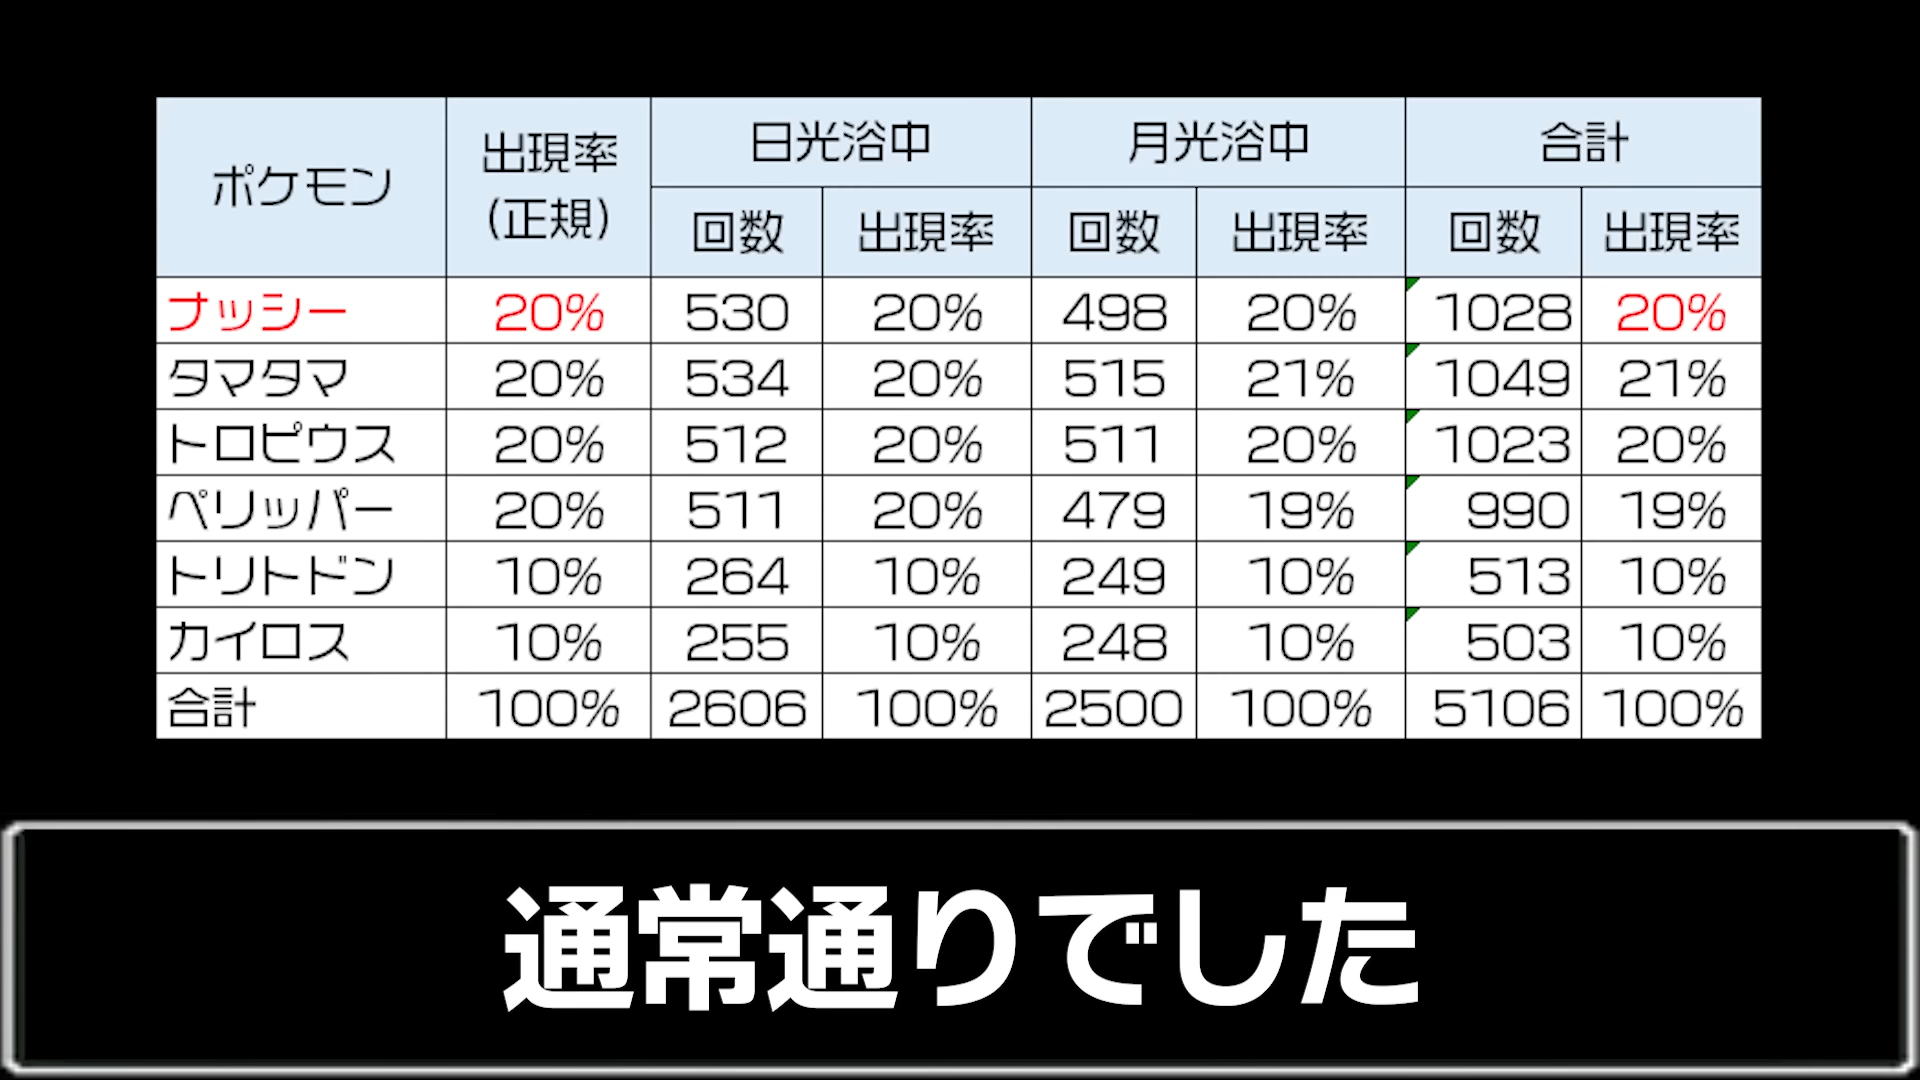 ポケモン 出現率 (正規) 日光浴中 月光浴中 合計
回数 出現率 回数 出現率 回数 出現率
ナッシー 20% 530 20% 498 20% 1028 20%
タマタマ 20% 534 20% 515 21% 1049 21%
トロピウス 20% 512 20% 511 20% 1023 20%
ペリッパー 20% 511 20% 479 19% 990 19%
トリトドン 10% 264 10% 249 10% 513 10%
カイロス 10% 255 10% 248 10% 503 10%
合計 100% 2606 100% 2500 100% 5106 100%
通常通りでした